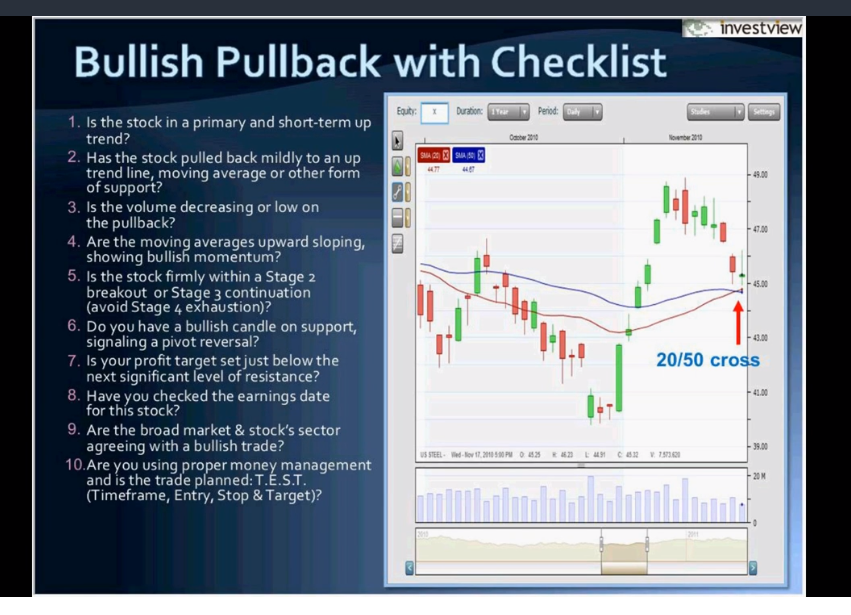 investview
Bullish Pullback with Checklist
1. Is the stock in a primary and short-term up
trend?
2. Has the stock pulled back mildly to an up
trend line, moving average or other form
of support?
3. Is the volume decreasing or low on
the pullback?
4. Are the moving averages upward sloping,
showing bullish momentum?
5. Is the stock firmly within a Stage 2
breakout or Stage 3 continuation
(avoid Stage 4 exhaustion)?
6. Do you have a bullish candle on support,
signaling a pivot reversal?
7. Is your profit target set just below the
next significant level of resistance?
8. Have you checked the earnings date
for this stock?
9. Are the broad market & stock's sector
agreeing with a bullish trade?
10. Are you using proper money management
and is the trade planned: T.E.S.T.
(Timeframe, Entry, Stop & Target)?
Equity: X Duration: 1 Year Period: Daily Studies Settings
October 2010 November 2010
SMA (20) X SMA (50) X
44.77 44.67
49.00
47.00
45.00
43.00
20/50 cross
41.00
39.00
US STEEL - Wed - Nov 17, 2010 5:00 PM O: 45.25 H: 46.23 L: 44.91 C: 45.32 V: 7,573,620
20 M
0
2010 2011